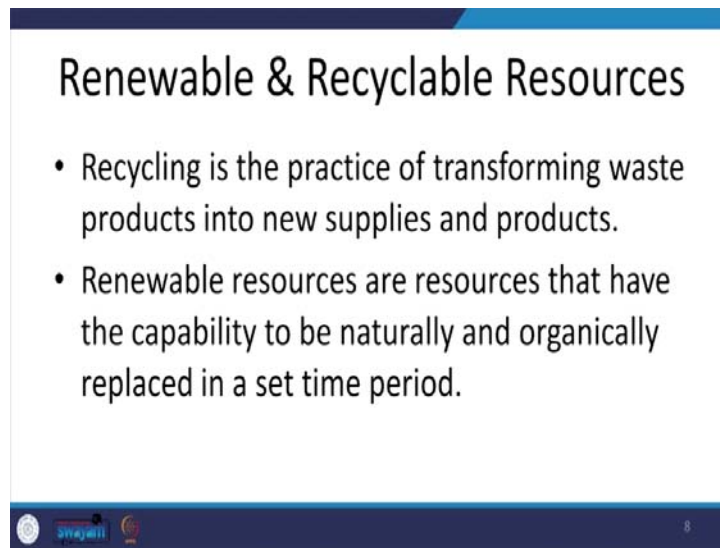 Renewable & Recyclable Resources
• Recycling is the practice of transforming waste
products into new supplies and products.
• Renewable resources are resources that have
the capability to be naturally and organically
replaced in a set time period.
swayam
8